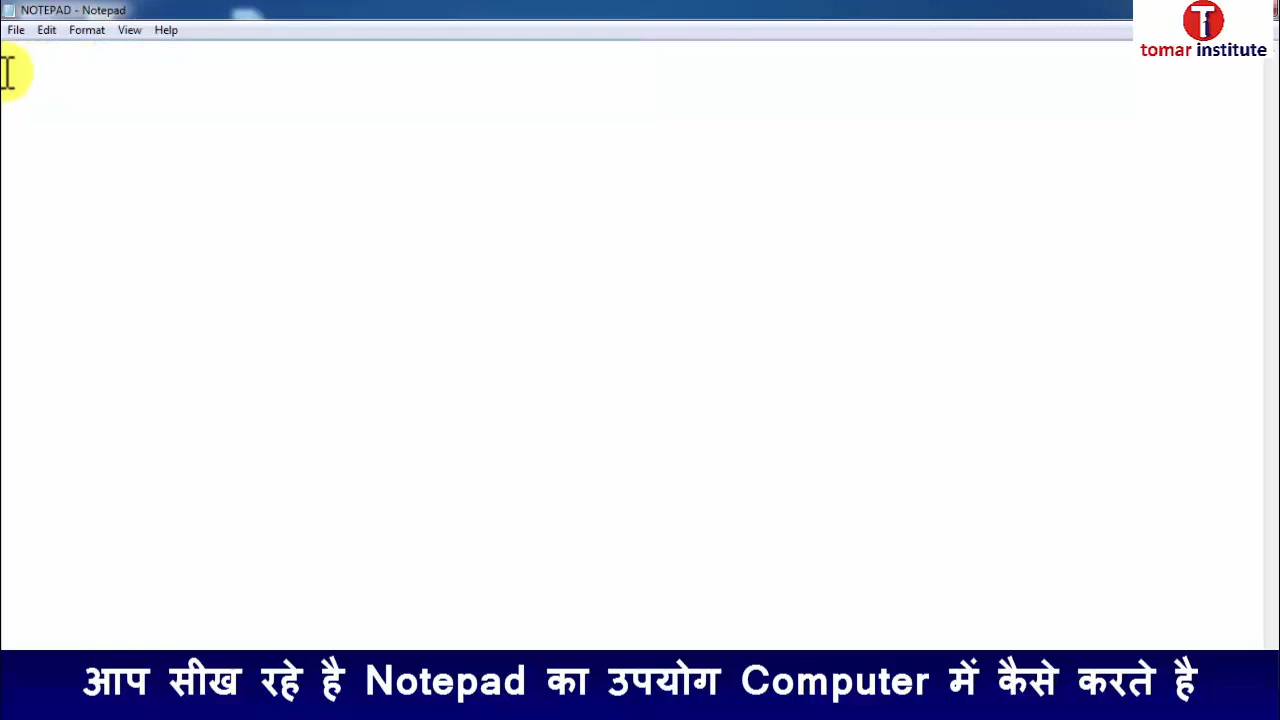 NOTEPAD - Notepad
File Edit Format View Help
T
tomar institute
आप सीख रहे है Notepad का उपयोग Computer में कैसे करते है